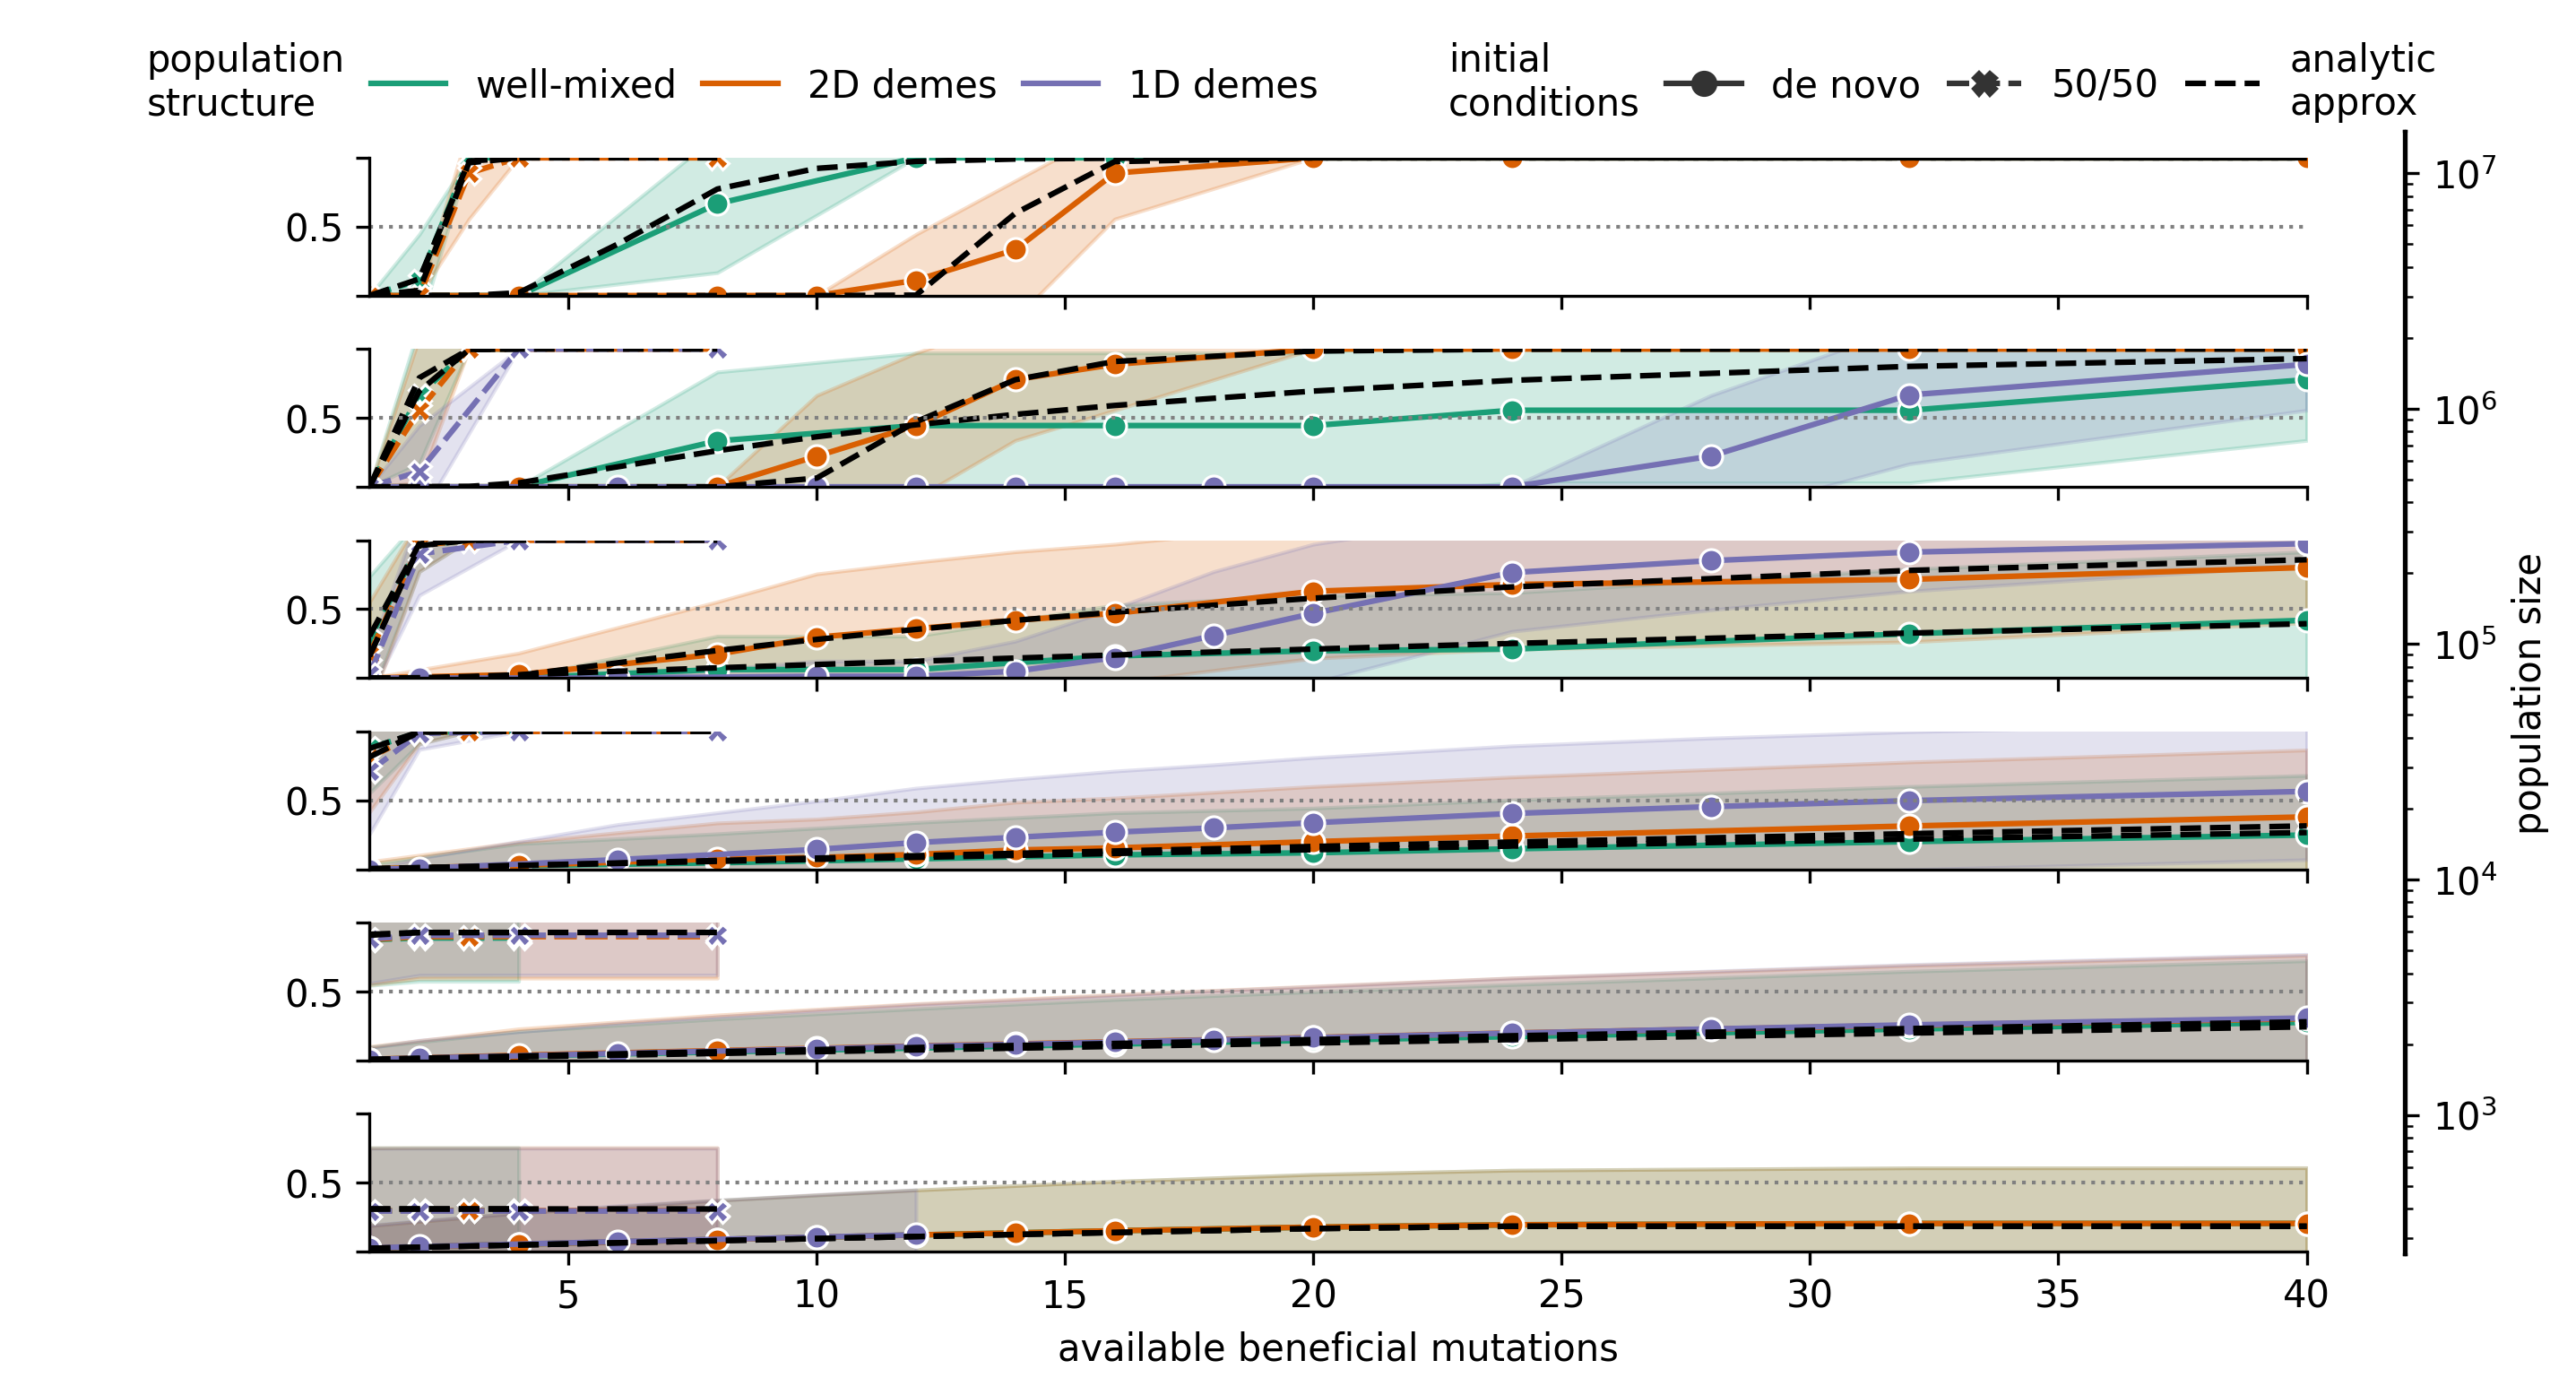 population structure
well-mixed
2D demes
1D demes
initial conditions
de novo
50/50
analytic approx
0.5
0.5
0.5
0.5
0.5
0.5
10^7
10^6
10^5
10^4
10^3
population size
5 10 15 20 25 30 35 40
available beneficial mutations